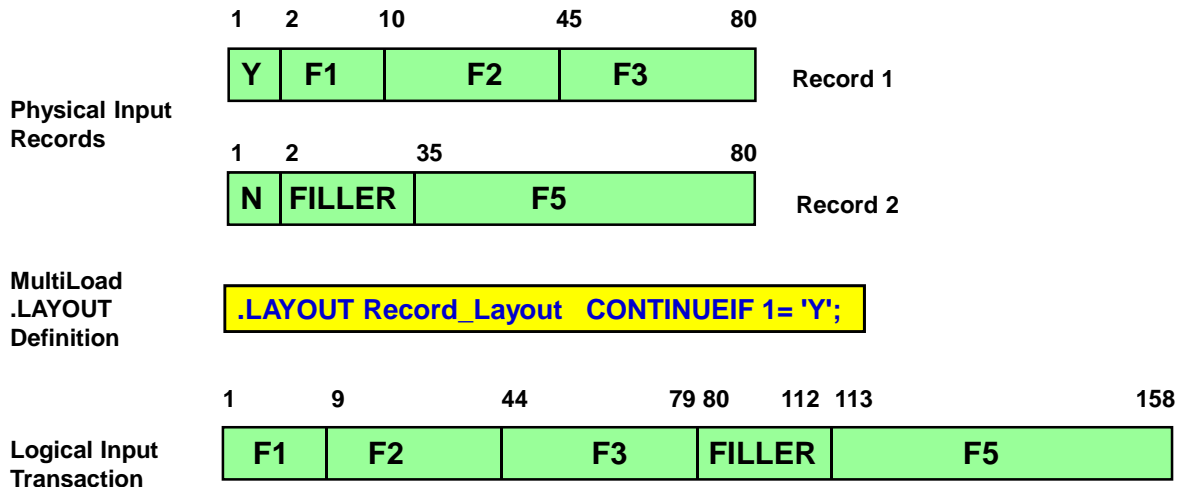 1 2 10 45 80
Y F1 F2 F3 Record 1
Physical Input
Records
1 2 35 80
N FILLER F5 Record 2
MultiLoad
.LAYOUT
Definition
.LAYOUT Record_Layout CONTINUEIF 1= 'Y';
1 9 44 79 80 112 113 158
Logical Input
Transaction
F1 F2 F3 FILLER F5